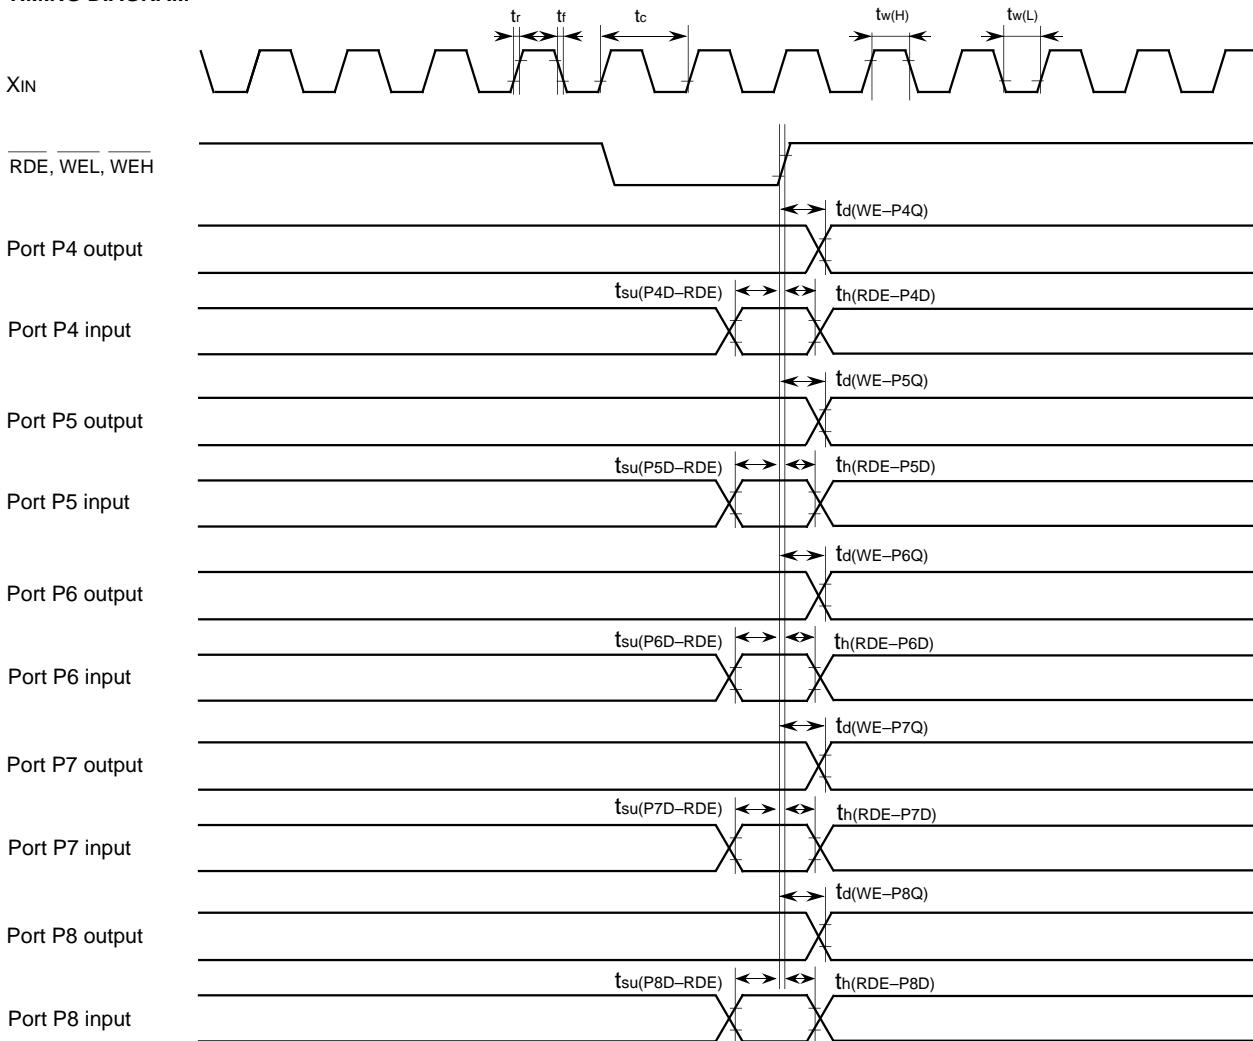 TIMING DIAGRAM
tr tf tc tw(H) tw(L)
XIN
RDE, WEL, WEH
td(WE–P4Q)
Port P4 output
tsu(P4D–RDE) th(RDE–P4D)
Port P4 input
td(WE–P5Q)
Port P5 output
tsu(P5D–RDE) th(RDE–P5D)
Port P5 input
td(WE–P6Q)
Port P6 output
tsu(P6D–RDE) th(RDE–P6D)
Port P6 input
td(WE–P7Q)
Port P7 output
tsu(P7D–RDE) th(RDE–P7D)
Port P7 input
td(WE–P8Q)
Port P8 output
tsu(P8D–RDE) th(RDE–P8D)
Port P8 input